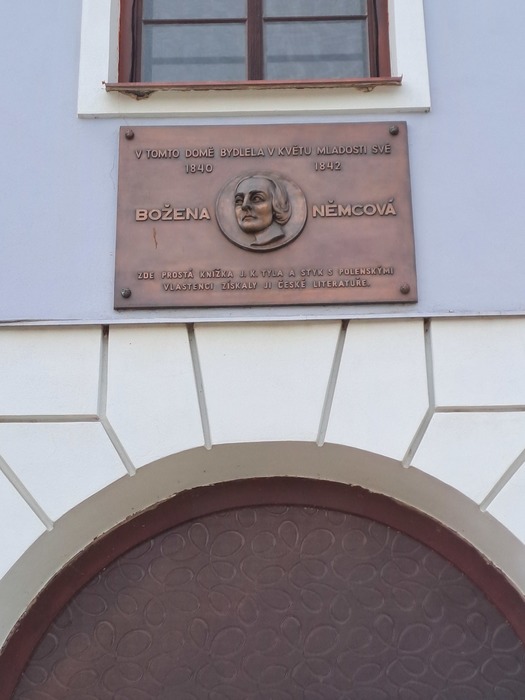 V TOMTO DOMĚ BYDLELA V KVĚTU MLADOSTI SVÉ
1840 1842
BOŽENA NĚMCOVÁ
ZDE PROSTÁ KNÍŽKA J. K. TYLA A STYK S POLENSKÝMI
VLASTENCI ZÍSKALY JI ČESKÉ LITERATUŘE.